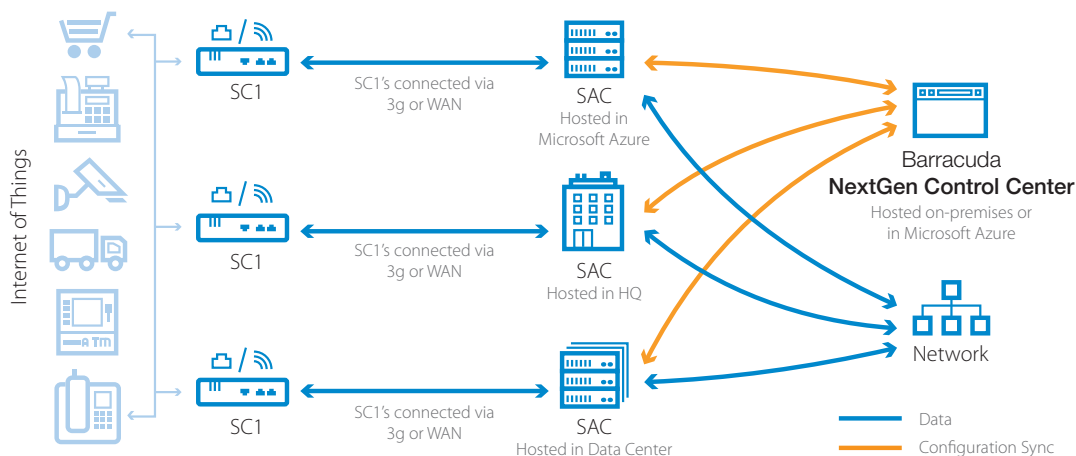 Internet of Things
SC1
SC1's connected via
3g or WAN
SAC
Hosted in
Microsoft Azure
Barracuda
NextGen Control Center
Hosted on-premises or
in Microsoft Azure
SC1
SC1's connected via
3g or WAN
SAC
Hosted in HQ
ATM
Network
SC1
SC1's connected via
3g or WAN
SAC
Hosted in Data Center
Data
Configuration Sync